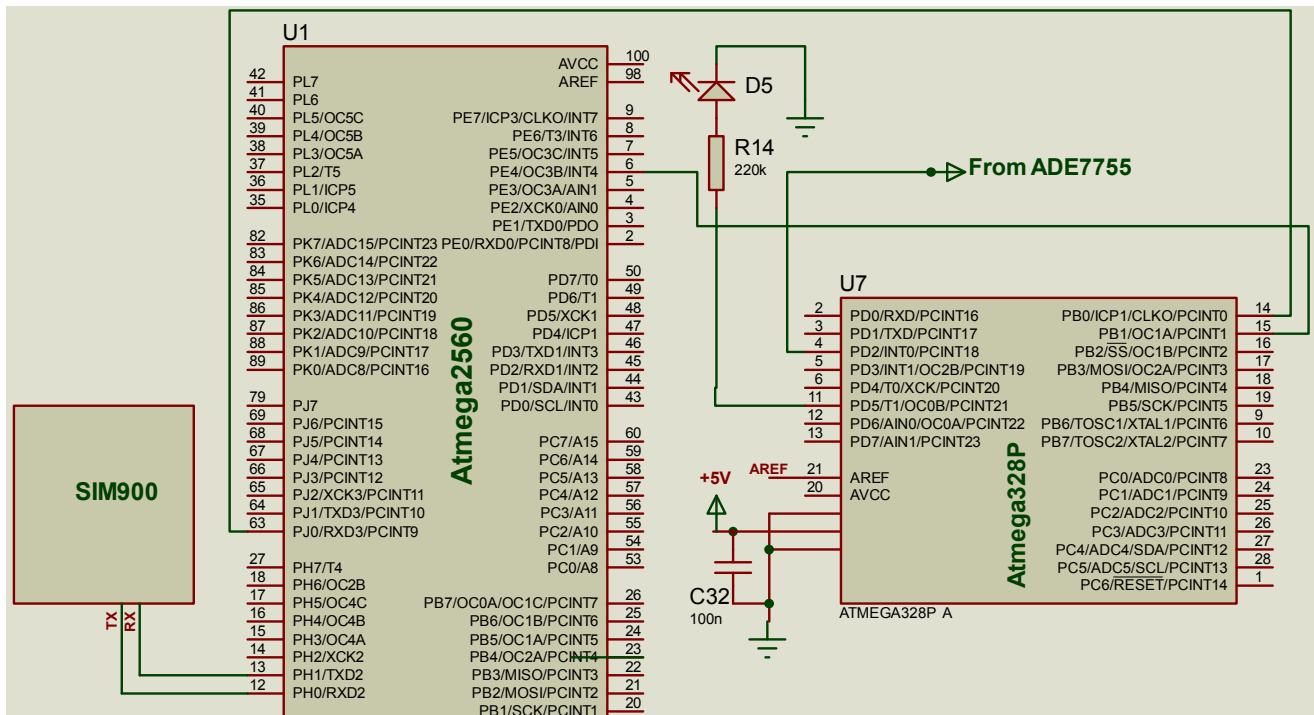 U1
Atmega2560
AVCC 100
AREF 98
42 PL7
41 PL6
40 PL5/OC5C
39 PL4/OC5B
38 PL3/OC5A
37 PL2/T5
36 PL1/ICP5
35 PL0/ICP4
82 PK7/ADC15/PCINT23
83 PK6/ADC14/PCINT22
84 PK5/ADC13/PCINT21
85 PK4/ADC12/PCINT20
86 PK3/ADC11/PCINT19
87 PK2/ADC10/PCINT18
88 PK1/ADC9/PCINT17
89 PK0/ADC8/PCINT16
79 PJ7
69 PJ6/PCINT15
68 PJ5/PCINT14
67 PJ4/PCINT13
66 PJ3/PCINT12
65 PJ2/XCK3/PCINT11
64 PJ1/TXD3/PCINT10
63 PJ0/RXD3/PCINT9
27 PH7/T4
18 PH6/OC2B
17 PH5/OC4C
16 PH4/OC4B
15 PH3/OC4A
14 PH2/XCK2
13 PH1/TXD2
12 PH0/RXD2
PE7/ICP3/CLKO/INT7 9
PE6/T3/INT6 8
PE5/OC3C/INT5 7
PE4/OC3B/INT4 6
PE3/OC3A/AIN1 5
PE2/XCK0/AIN0 4
PE1/TXD0/PDO 3
PE0/RXD0/PCINT8/PDI 2
PD7/T0 50
PD6/T1 49
PD5/XCK1 48
PD4/ICP1 47
PD3/TXD1/INT3 46
PD2/RXD1/INT2 45
PD1/SDA/INT1 44
PD0/SCL/INT0 43
PC7/A15 60
PC6/A14 59
PC5/A13 58
PC4/A12 57
PC3/A11 56
PC2/A10 55
PC1/A9 54
PC0/A8 53
PB7/OC0A/OC1C/PCINT7 26
PB6/OC1B/PCINT6 25
PB5/OC1A/PCINT5 24
PB4/OC2A/PCINT4 23
PB3/MISO/PCINT3 22
PB2/MOSI/PCINT2 21
PB1/SCK/PCINT1 20
SIM900
TX
RX
D5
R14
220k
From ADE7755
U7
Atmega328P
2 PD0/RXD/PCINT16
3 PD1/TXD/PCINT17
4 PD2/INT0/PCINT18
5 PD3/INT1/OC2B/PCINT19
6 PD4/T0/XCK/PCINT20
11 PD5/T1/OC0B/PCINT21
12 PD6/AIN0/OC0A/PCINT22
13 PD7/AIN1/PCINT23
AREF 21 AREF
20 AVCC
PB0/ICP1/CLKO/PCINT0 14
PB1/OC1A/PCINT1 15
PB2/SS/OC1B/PCINT2 16
PB3/MOSI/OC2A/PCINT3 17
PB4/MISO/PCINT4 18
PB5/SCK/PCINT5 19
PB6/TOSC1/XTAL1/PCINT6 9
PB7/TOSC2/XTAL2/PCINT7 10
PC0/ADC0/PCINT8 23
PC1/ADC1/PCINT9 24
PC2/ADC2/PCINT10 25
PC3/ADC3/PCINT11 26
PC4/ADC4/SDA/PCINT12 27
PC5/ADC5/SCL/PCINT13 28
PC6/RESET/PCINT14 1
+5V
C32
100n
ATMEGA328P A